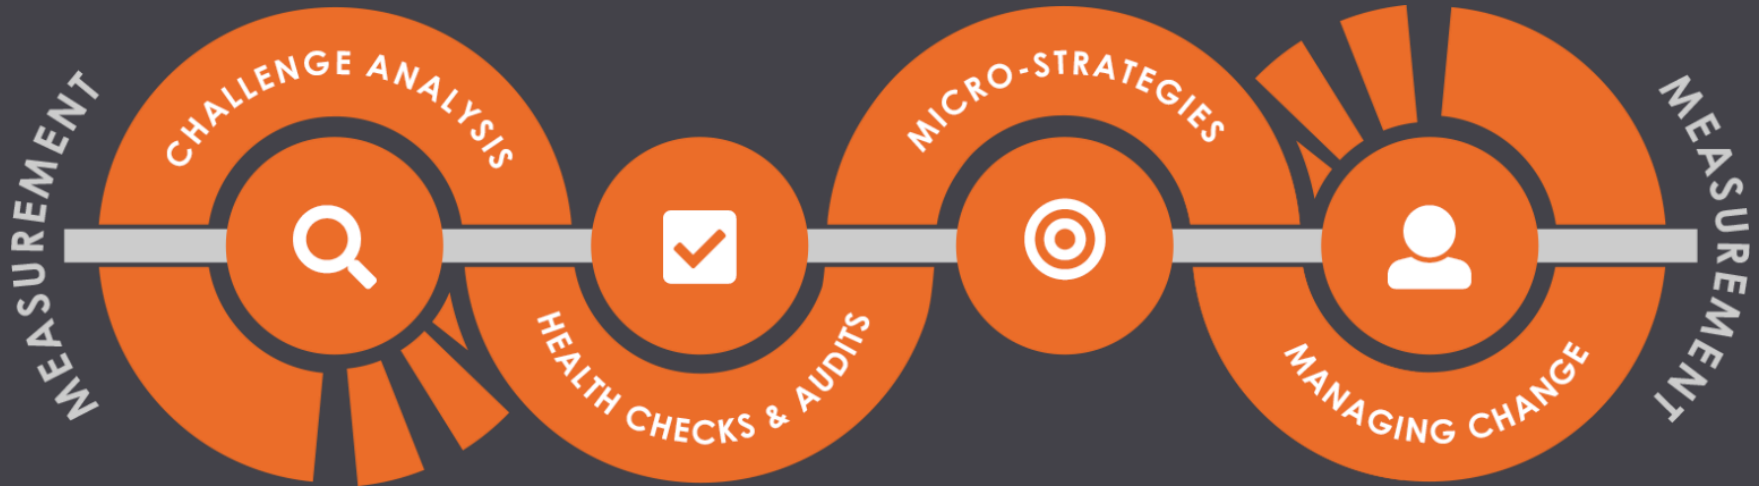 MEASUREMENT
CHALLENGE ANALYSIS
HEALTH CHECKS & AUDITS
MICRO-STRATEGIES
MANAGING CHANGE
MEASUREMENT